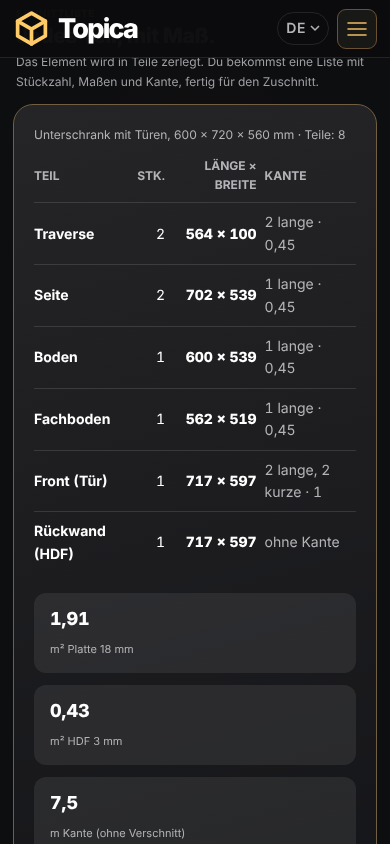 Topica
DE
Das Element wird in Teile zerlegt. Du bekommst eine Liste mit
Stückzahl, Maßen und Kante, fertig für den Zuschnitt.
Unterschrank mit Türen, 600 × 720 × 560 mm · Teile: 8
TEIL STK. LÄNGE × BREITE KANTE
Traverse 2 564 × 100 2 lange · 0,45
Seite 2 702 × 539 1 lange · 0,45
Boden 1 600 × 539 1 lange · 0,45
Fachboden 1 562 × 519 1 lange · 0,45
Front (Tür) 1 717 × 597 2 lange, 2 kurze · 1
Rückwand (HDF) 1 717 × 597 ohne Kante
1,91
m² Platte 18 mm
0,43
m² HDF 3 mm
7,5
m Kante (ohne Verschnitt)